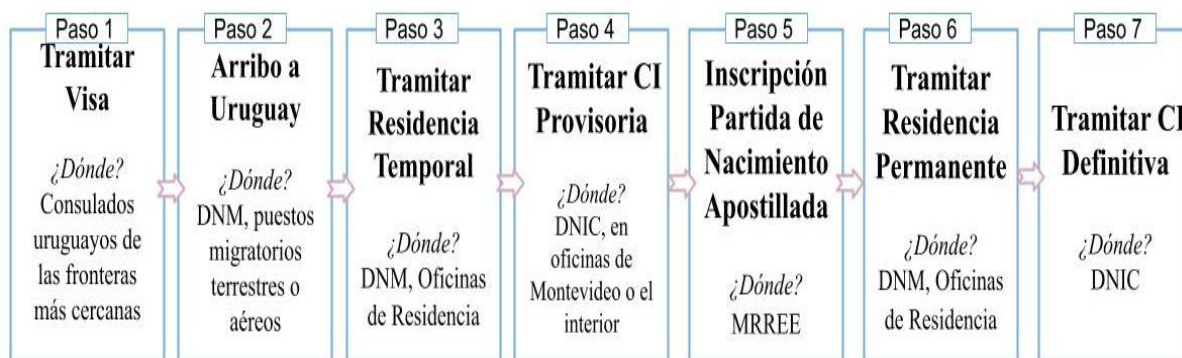 Paso 1
Tramitar
Visa
¿Dónde?
Consulados
uruguayos de
las fronteras
más cercanas
Paso 2
Arribo a
Uruguay
¿Dónde?
DNM, puestos
migratorios
terrestres o
aéreos
Paso 3
Tramitar
Residencia
Temporal
¿Dónde?
DNM, Oficinas
de Residencia
Paso 4
Tramitar CI
Provisoria
¿Dónde?
DNIC, en
oficinas de
Montevideo o el
interior
Paso 5
Inscripción
Partida de
Nacimiento
Apostillada
¿Dónde?
MRREE
Paso 6
Tramitar
Residencia
Permanente
¿Dónde?
DNM, Oficinas
de Residencia
Paso 7
Tramitar CI
Definitiva
¿Dónde?
DNIC